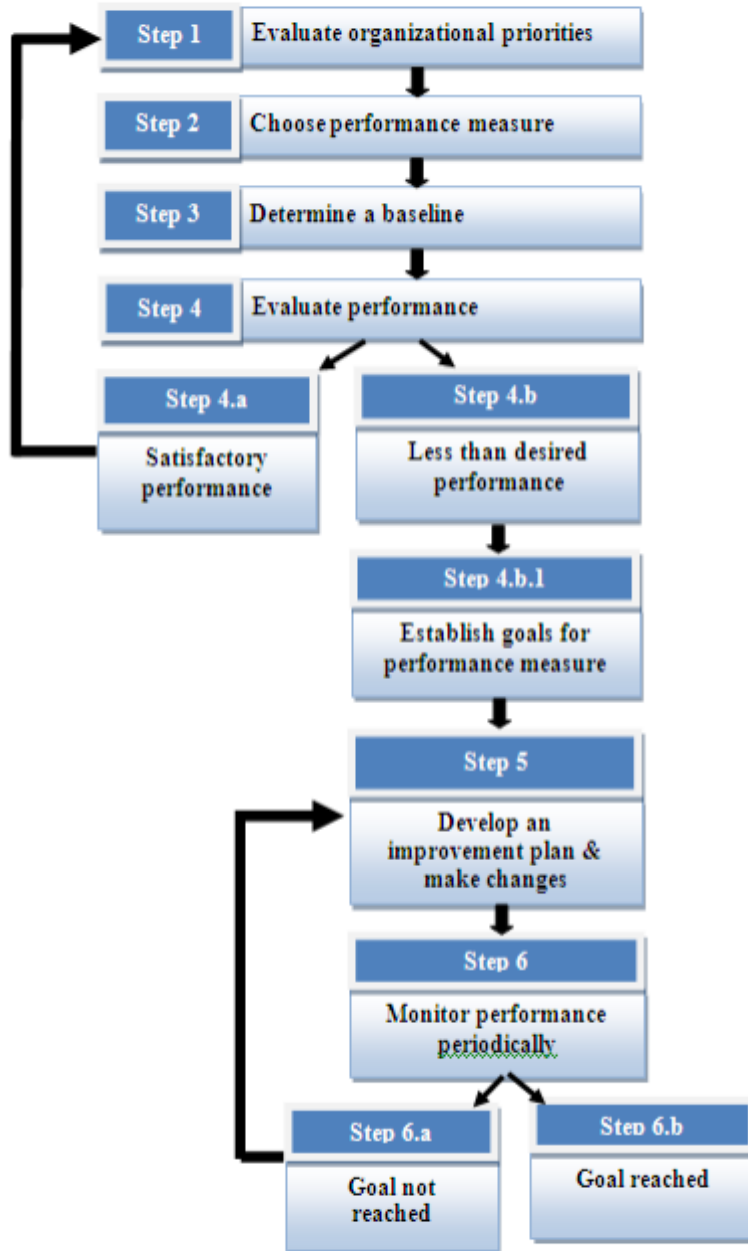 Step 1
Evaluate organizational priorities
Step 2
Choose performance measure
Step 3
Determine a baseline
Step 4
Evaluate performance
Step 4.a
Satisfactory
performance
Step 4.b
Less than desired
performance
Step 4.b.1
Establish goals for
performance measure
Step 5
Develop an
improvement plan &
make changes
Step 6
Monitor performance
periodically
Step 6.a
Goal not
reached
Step 6.b
Goal reached